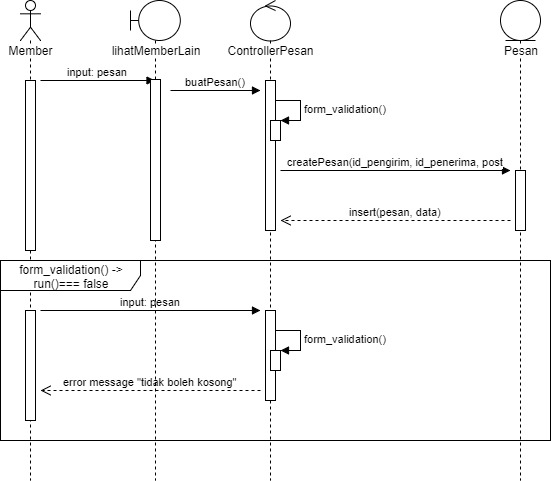 Member
lihatMemberLain
ControllerPesan
Pesan
input: pesan
buatPesan()
form_validation()
createPesan(id_pengirim, id_penerima, post
insert(pesan, data)
form_validation() ->
run()=== false
input: pesan
form_validation()
error message "tidak boleh kosong"